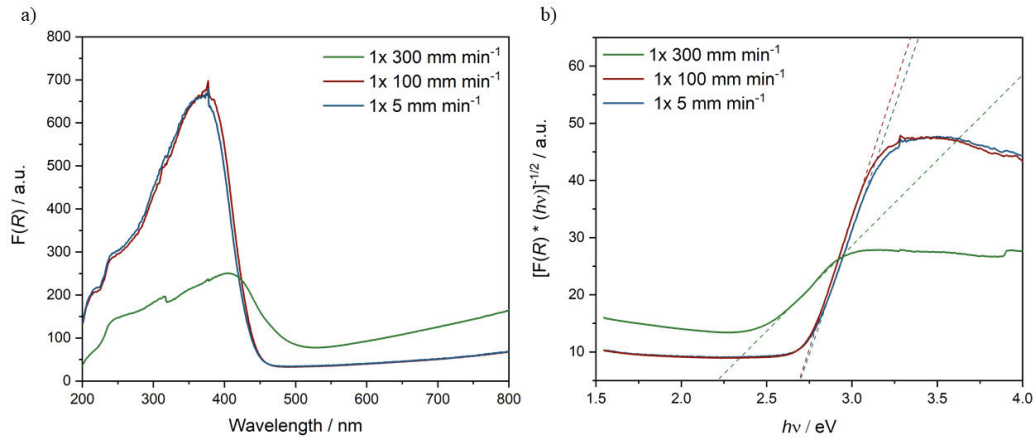 a)
800
700
600
500
400
300
200
100
0
F(R) / a.u.
1x 300 mm min⁻¹
1x 100 mm min⁻¹
1x 5 mm min⁻¹
200 300 400 500 600 700 800
Wavelength / nm
b)
60
50
40
30
20
10
[F(R) * (hν)]⁻¹/² / a.u.
1x 300 mm min⁻¹
1x 100 mm min⁻¹
1x 5 mm min⁻¹
1.5 2.0 2.5 3.0 3.5 4.0
hν / eV